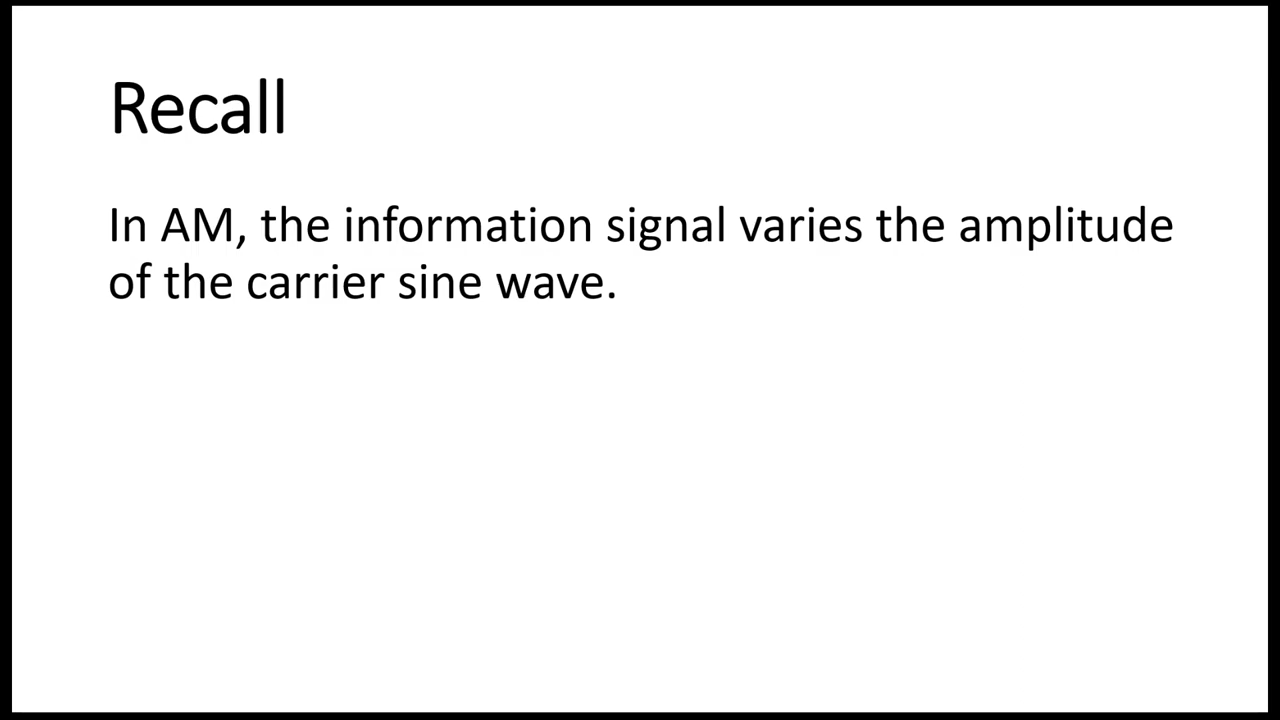 Recall
In AM, the information signal varies the amplitude
of the carrier sine wave.